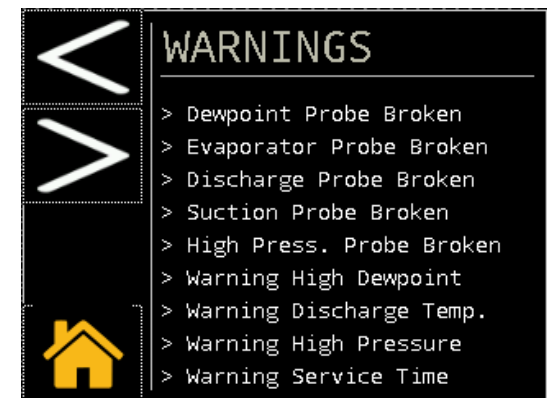 WARNINGS
> Dewpoint Probe Broken
> Evaporator Probe Broken
> Discharge Probe Broken
> Suction Probe Broken
> High Press. Probe Broken
> Warning High Dewpoint
> Warning Discharge Temp.
> Warning High Pressure
> Warning Service Time